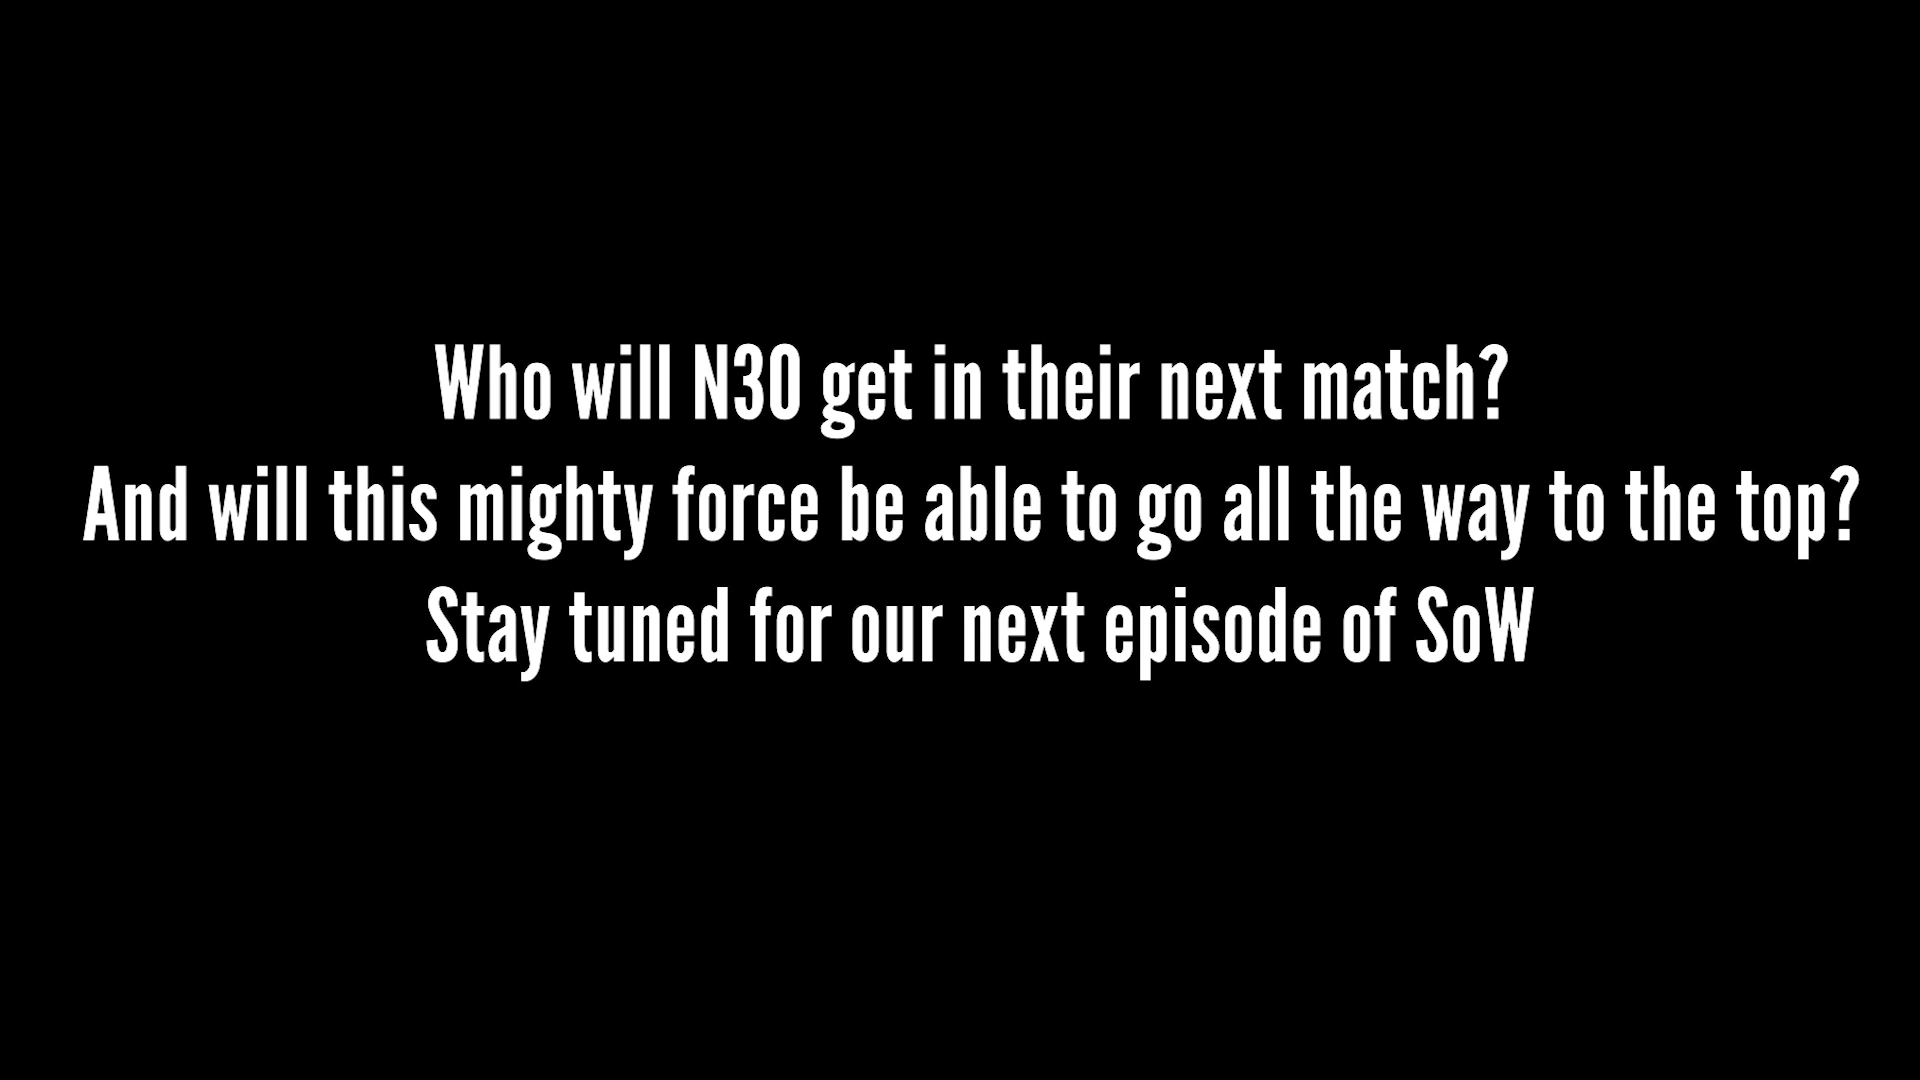 Who will N30 get in their next match?
And will this mighty force be able to go all the way to the top?
Stay tuned for our next episode of SoW